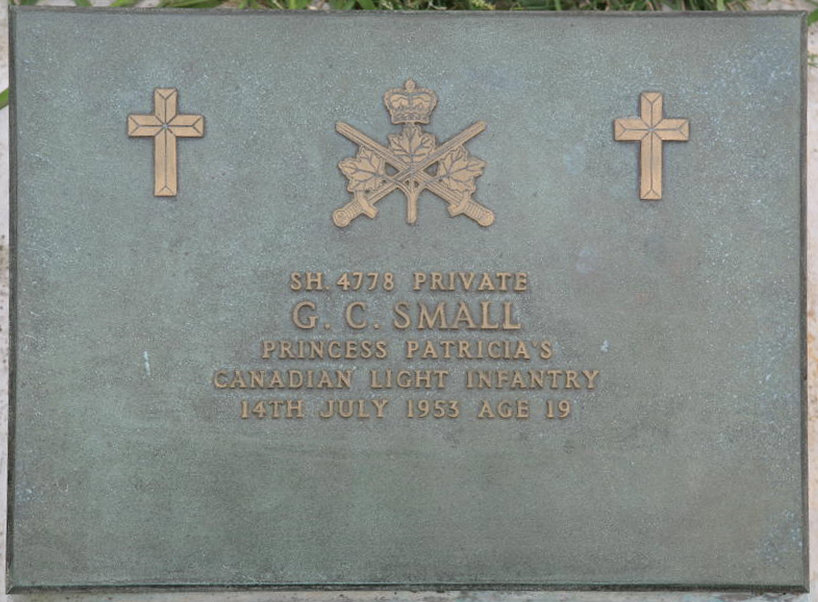 SH. 4778 PRIVATE
G. C. SMALL
PRINCESS PATRICIA'S
CANADIAN LIGHT INFANTRY
14TH JULY 1953 AGE 19